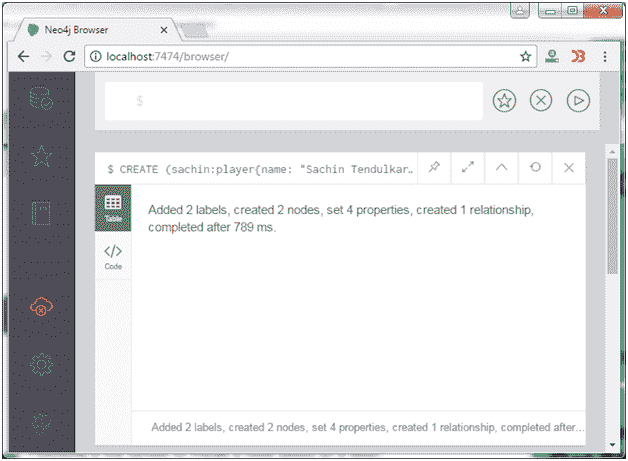 Neo4j Browser
localhost:7474/browser/
$
$ CREATE (sachin:player{name: "Sachin Tendulkar…
Table
Added 2 labels, created 2 nodes, set 4 properties, created 1 relationship,
completed after 789 ms.
Code
Added 2 labels, created 2 nodes, set 4 properties, created 1 relationship, completed after...